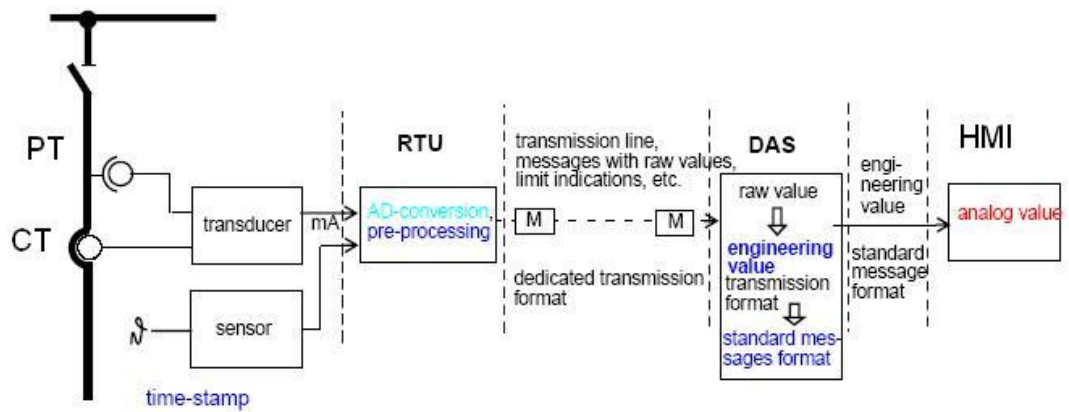 PT
CT
transducer
mA
ϑ
sensor
time-stamp
RTU
AD-conversion,
pre-processing
transmission line,
messages with raw values,
limit indications, etc.
M
M
dedicated transmission
format
DAS
raw value
engineering
value
transmission
format
standard mes-
sages format
engi-
neering
value
standard
message
format
HMI
analog value